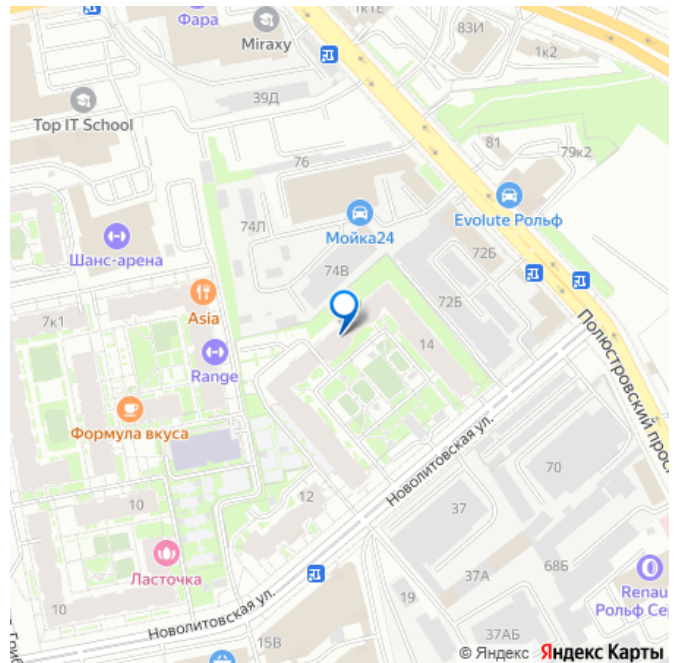 1к1Е
Фара
83И
Miraxy
1к2
39Д
Top IT School
76
81
79к2
Evolute Рольф
74Л
Мойка24
Шанс-арена
72Б
74В
Asia
72Б
7к1
14
Range
Полюстровский прос
Формула вкуса
Новолитовская ул.
70
10
12
37
Ласточка
37А
68Б
19
Renau
Рольф Се
10
Новолитовская ул.
15В
37АБ
© Яндекс Яндекс Карты